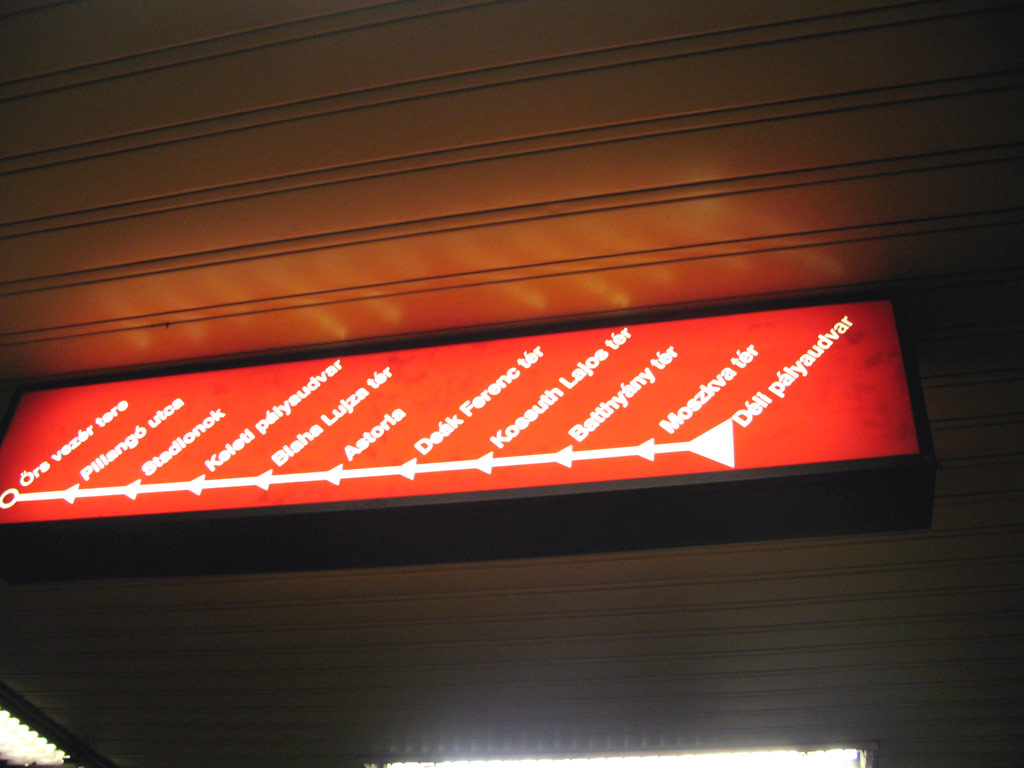 Örs vezér tere
Pillangó utca
Stadionok
Keleti pályaudvar
Blaha Lujza tér
Astoria
Deák Ferenc tér
Kossuth Lajos tér
Batthyány tér
Moszkva tér
Déli pályaudvar